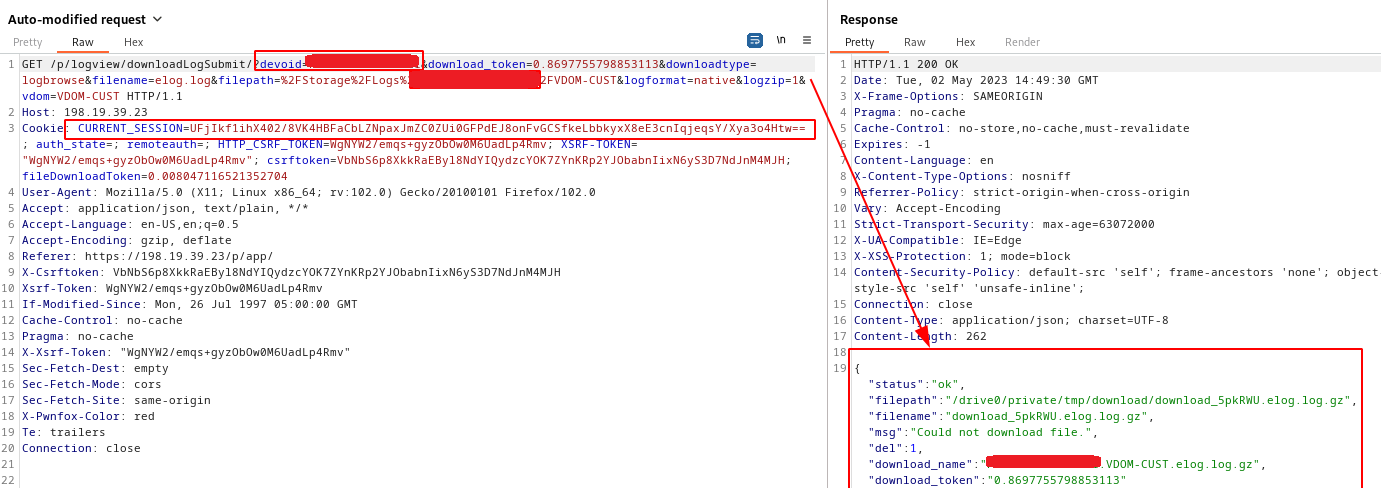 Auto-modified request
Pretty Raw Hex
\n
1 GET /p/logview/downloadLogSubmit/?devoid= &download_token=0.8697755798853113&downloadtype=
logbrowse&filename=elog.log&filepath=%2FStorage%2FLogs% 2FVDOM-CUST&logformat=native&logzip=1&
vdom=VDOM-CUST HTTP/1.1
2 Host: 198.19.39.23
3 Cookie: CURRENT_SESSION=UFjIkf1ihX402/8VK4HBFaCbLZNpaxJmZC0ZUi0GFPdEJ8onFvGCSfkeLbbkyxX8eE3cnIqjeqsY/Xya3o4Htw==
; auth_state=; remoteauth=; HTTP_CSRF_TOKEN=WgNYW2/emqs+gyzObOw0M6UadLp4Rmv; XSRF-TOKEN=
"WgNYW2/emqs+gyzObOw0M6UadLp4Rmv"; csrftoken=VbNbS6p8XkkRaEByl8NdYIQydzcYOK7ZYnKRp2YJObabnIixN6yS3D7NdJnM4MJH;
fileDownloadToken=0.008047116521352704
4 User-Agent: Mozilla/5.0 (X11; Linux x86_64; rv:102.0) Gecko/20100101 Firefox/102.0
5 Accept: application/json, text/plain, */*
6 Accept-Language: en-US,en;q=0.5
7 Accept-Encoding: gzip, deflate
8 Referer: https://198.19.39.23/p/app/
9 X-Csrftoken: VbNbS6p8XkkRaEByl8NdYIQydzcYOK7ZYnKRp2YJObabnIixN6yS3D7NdJnM4MJH
10 Xsrf-Token: WgNYW2/emqs+gyzObOw0M6UadLp4Rmv
11 If-Modified-Since: Mon, 26 Jul 1997 05:00:00 GMT
12 Cache-Control: no-cache
13 Pragma: no-cache
14 X-Xsrf-Token: "WgNYW2/emqs+gyzObOw0M6UadLp4Rmv"
15 Sec-Fetch-Dest: empty
16 Sec-Fetch-Mode: cors
17 Sec-Fetch-Site: same-origin
18 X-Pwnfox-Color: red
19 Te: trailers
20 Connection: close
21
22
Response
Pretty Raw Hex Render
1 HTTP/1.1 200 OK
2 Date: Tue, 02 May 2023 14:49:30 GMT
3 X-Frame-Options: SAMEORIGIN
4 Pragma: no-cache
5 Cache-Control: no-store,no-cache,must-revalidate
6 Expires: -1
7 Content-Language: en
8 X-Content-Type-Options: nosniff
9 Referrer-Policy: strict-origin-when-cross-origin
10 Vary: Accept-Encoding
11 Strict-Transport-Security: max-age=63072000
12 X-UA-Compatible: IE=Edge
13 X-XSS-Protection: 1; mode=block
14 Content-Security-Policy: default-src 'self'; frame-ancestors 'none'; object-
style-src 'self' 'unsafe-inline';
15 Connection: close
16 Content-Type: application/json; charset=UTF-8
17 Content-Length: 262
18
19 {
"status":"ok",
"filepath":"/drive0/private/tmp/download/download_5pkRWU.elog.log.gz",
"filename":"download_5pkRWU.elog.log.gz",
"msg":"Could not download file.",
"del":1,
"download_name":" .VDOM-CUST.elog.log.gz",
"download_token":"0.8697755798853113"